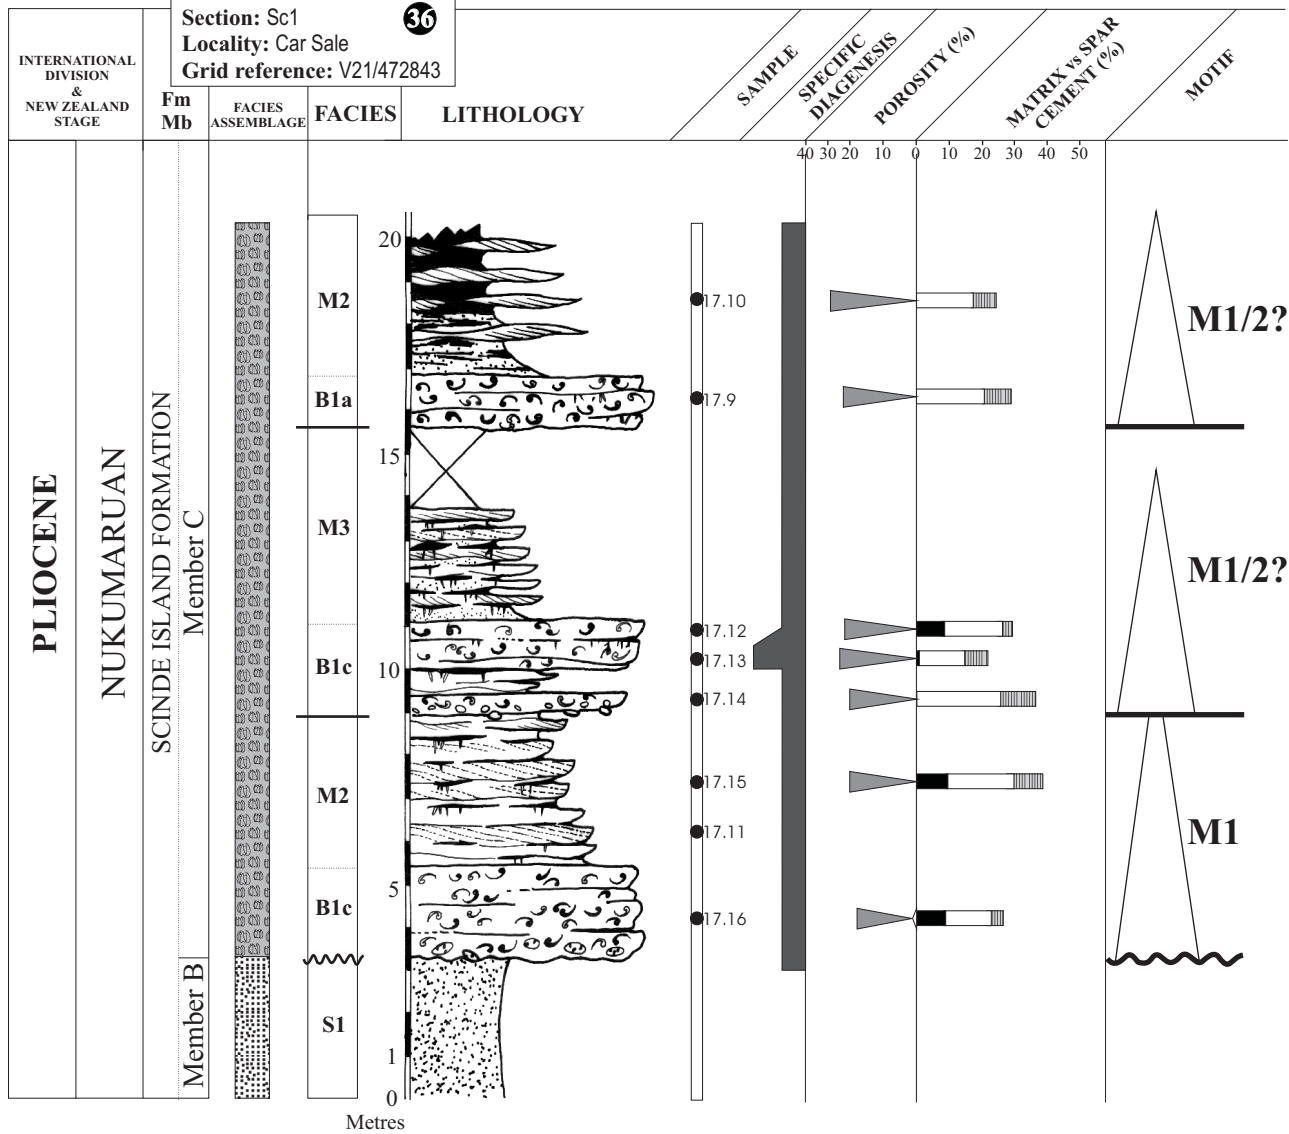 Section: Sc1
36
Locality: Car Sale
Grid reference: V21/472843
INTERNATIONAL
DIVISION
&
NEW ZEALAND
STAGE
Fm
Mb
FACIES
ASSEMBLAGE
FACIES
LITHOLOGY
SAMPLE
SPECIFIC
DIAGENESIS
POROSITY (%)
MATRIX vs SPAR
CEMENT (%)
MOTIF
40 30 20 10 0 10 20 30 40 50
PLIOCENE
NUKUMARUAN
SCINDE ISLAND FORMATION
Member C
Member B
M2
B1a
M3
B1c
M2
B1c
S1
20
15
10
5
1
0
Metres
17.10
17.9
17.12
17.13
17.14
17.15
17.11
17.16
M1/2?
M1/2?
M1